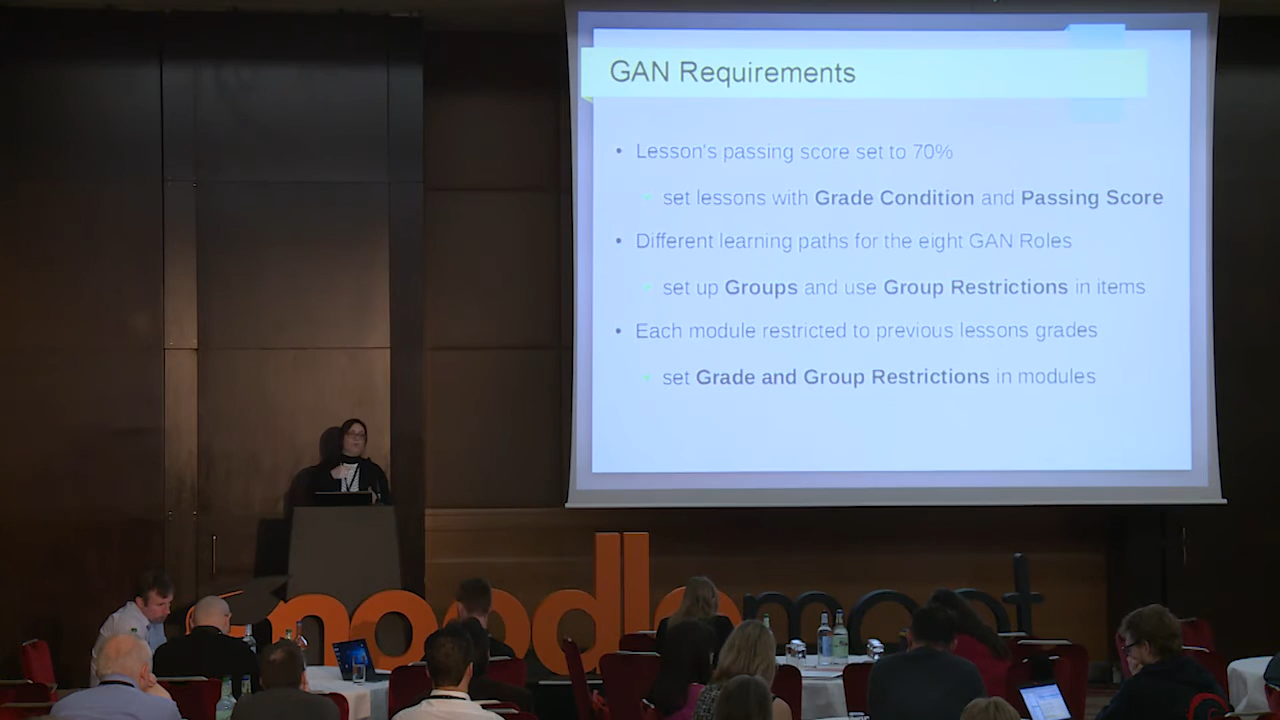 GAN Requirements
• Lesson's passing score set to 70%
set lessons with Grade Condition and Passing Score
• Different learning paths for the eight GAN Roles
set up Groups and use Group Restrictions in items
• Each module restricted to previous lessons grades
set Grade and Group Restrictions in modules
moodlemoot